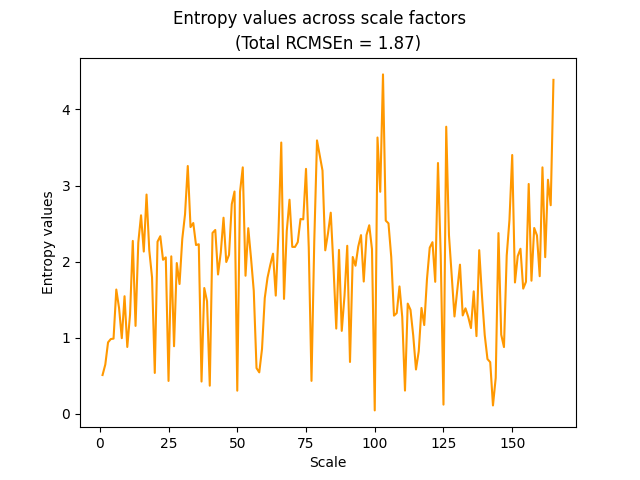 Entropy values across scale factors
(Total RCMSEn = 1.87)
Entropy values
4
3
2
1
0
0 25 50 75 100 125 150
Scale